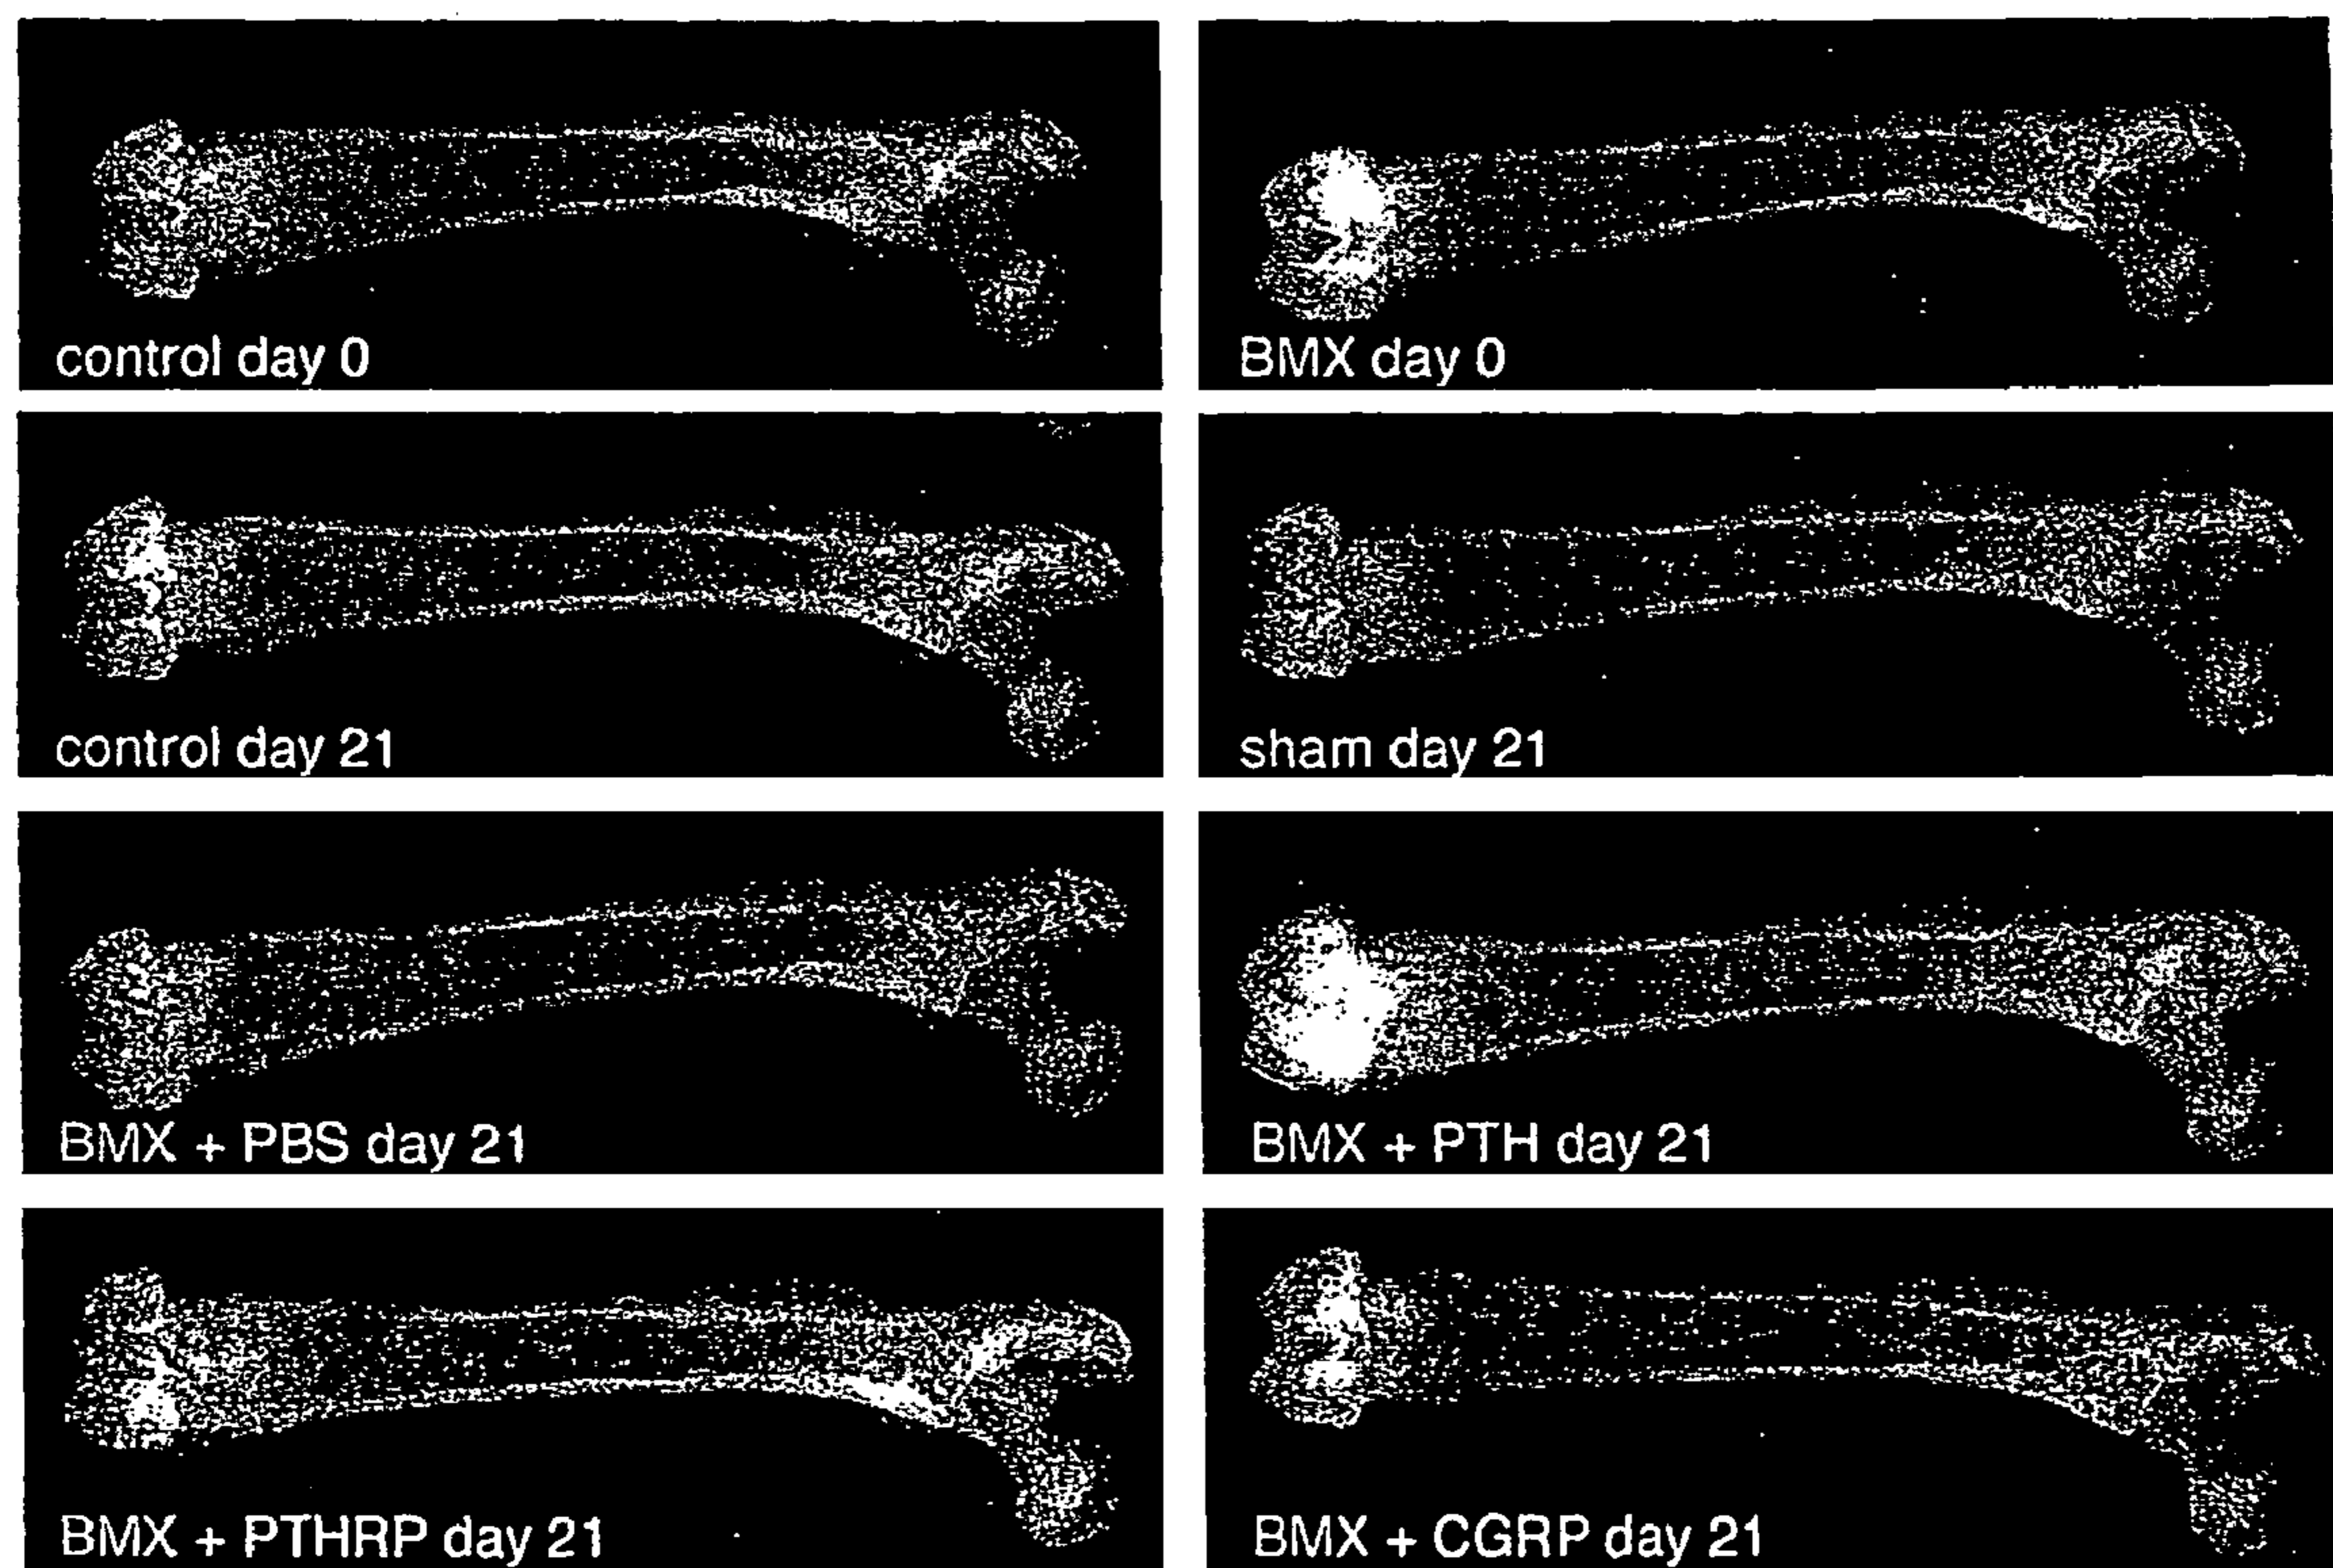 control day 0
BMX day 0
control day 21
sham day 21
BMX + PBS day 21
BMX + PTH day 21
BMX + PTHRP day 21
BMX + CGRP day 21